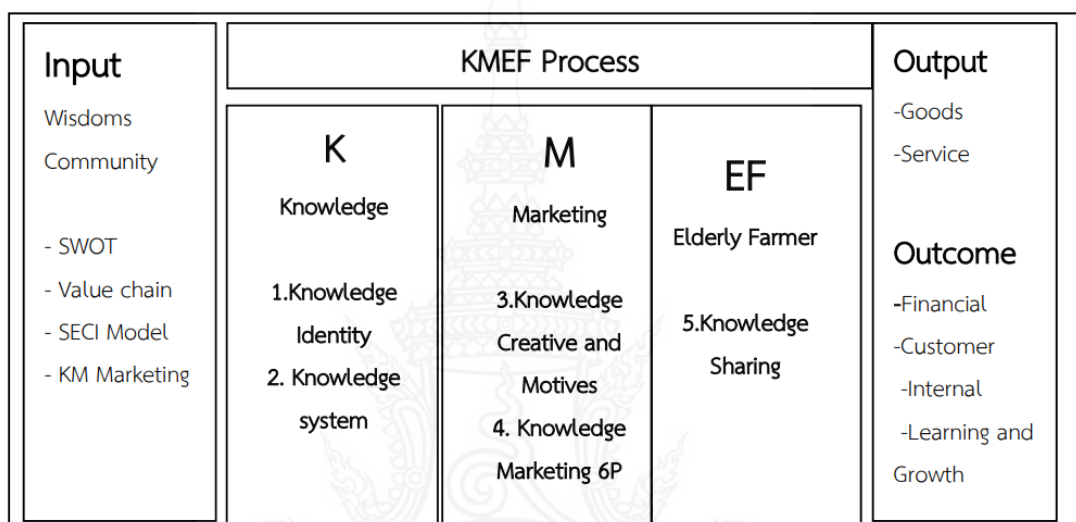 Input
Wisdoms
Community
- SWOT
- Value chain
- SECI Model
- KM Marketing
KMEF Process
K
Knowledge
1.Knowledge
Identity
2. Knowledge
system
M
Marketing
3.Knowledge
Creative and
Motives
4. Knowledge
Marketing 6P
EF
Elderly Farmer
5.Knowledge
Sharing
Output
-Goods
-Service
Outcome
-Financial
-Customer
-Internal
-Learning and
Growth